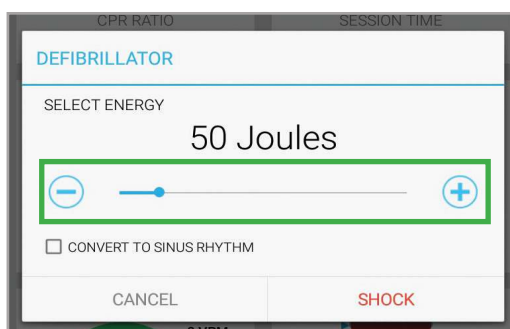 CPR RATIO SESSION TIME
DEFIBRILLATOR
SELECT ENERGY
50 Joules
CONVERT TO SINUS RHYTHM
CANCEL SHOCK